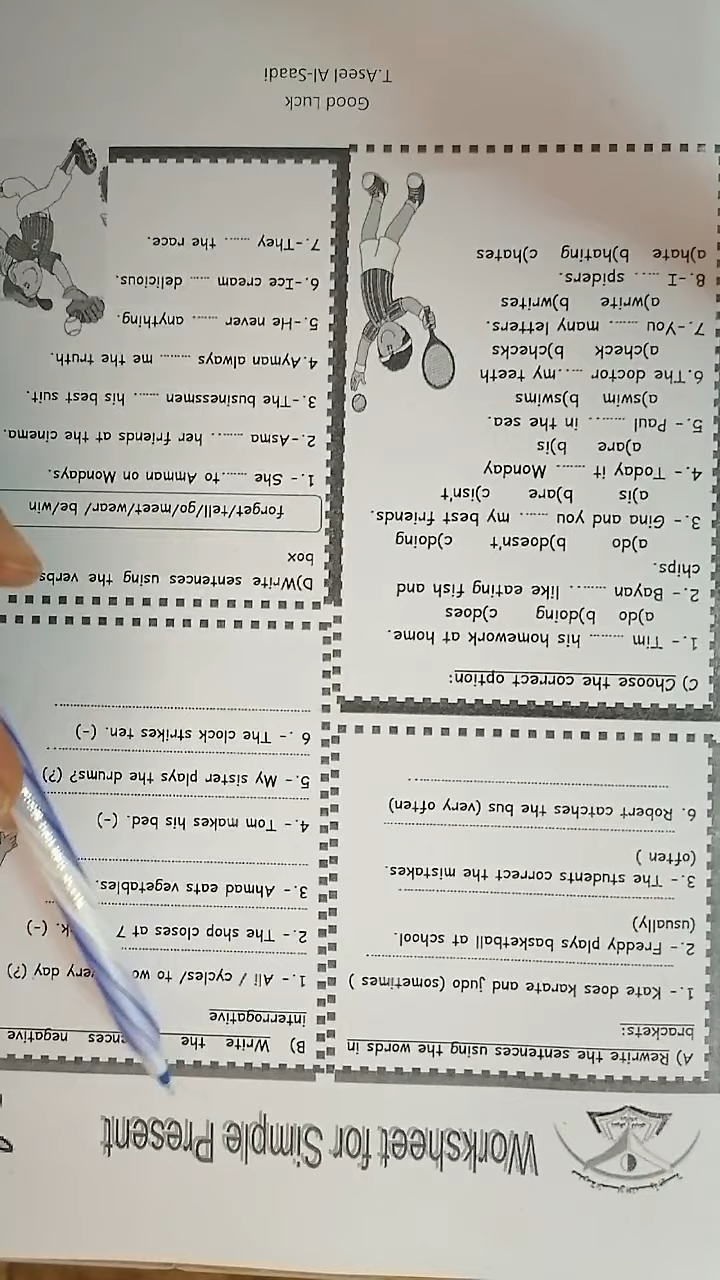 Worksheet for Simple Present
A) Rewrite the sentences using the words in
brackets:
1.- Kate does karate and judo (sometimes )
2.- Freddy plays basketball at school.
(usually)
3.- The students correct the mistakes.
(often )
6. Robert catches the bus (very often)
B) Write the negative
interrogative
1.- Ali / cycles/ to day (?)
2.- The shop closes at 7 (-)
3.- Ahmad eats vegetables.
4.- Tom makes his bed. (-)
5.- My sister plays the drums? (?)
6 .- The clock strikes ten. (-)
C) Choose the correct option:
1.- Tim ........ his homework at home.
a)do b)doing c)does
2.- Bayan ....... like eating fish and
chips.
a)do b)doesn't c)doing
3.- Gina and you ...... my best friends.
a)is b)are c)isn't
4.- Today it ...... Monday
a)are b)is
5.- Paul ........ in the sea.
a)swim b)swims
6.The doctor .....my teeth
a)check b)checks
7.-You ...... many letters.
a)write b)writes
8.-I .... spiders.
a)hate b)hating c)hates
D)Write sentences using the verbs
box
forget/tell/go/meet/wear/ be/win
1.- She ......to Amman on Mondays.
2.-Asma ....... her friends at the cinema.
3.-The businessmen ...... his best suit.
4.Ayman always ........ me the truth.
5.-He never ...... anything.
6.-Ice cream ..... delicious.
7.-They ...... the race.
Good Luck
T.Aseel Al-Saadi